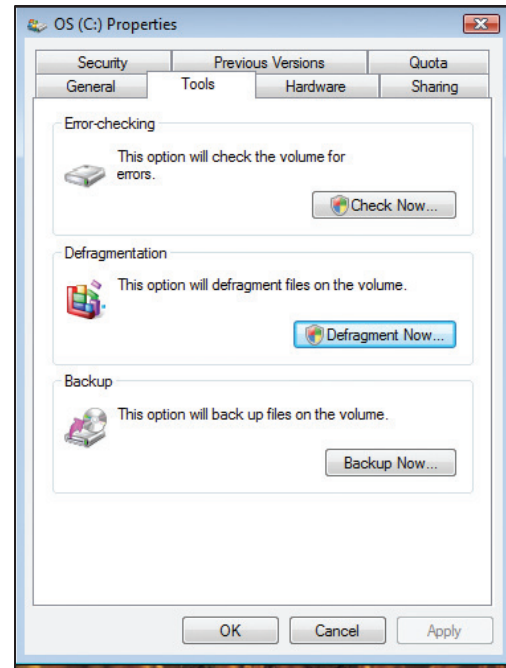 OS (C:) Properties
Security Previous Versions Quota
General Tools Hardware Sharing
Error-checking
This option will check the volume for
errors.
Check Now...
Defragmentation
This option will defragment files on the volume.
Defragment Now...
Backup
This option will back up files on the volume.
Backup Now...
OK Cancel Apply